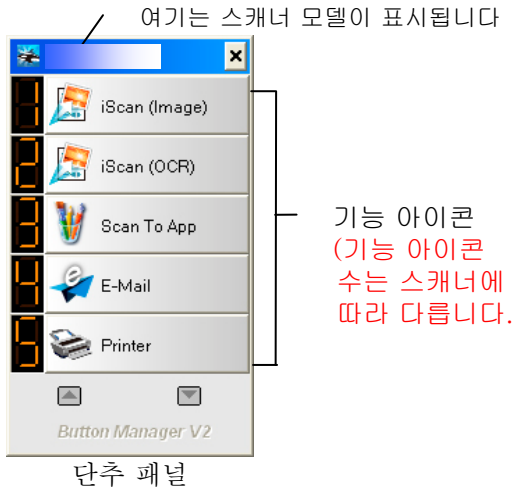 여기는 스캐너 모델이 표시됩니다
1 iScan (Image)
2 iScan (OCR)
3 Scan To App
4 E-Mail
5 Printer
기능 아이콘
(기능 아이콘
수는 스캐너에
따라 다릅니다.
Button Manager V2
단추 패널